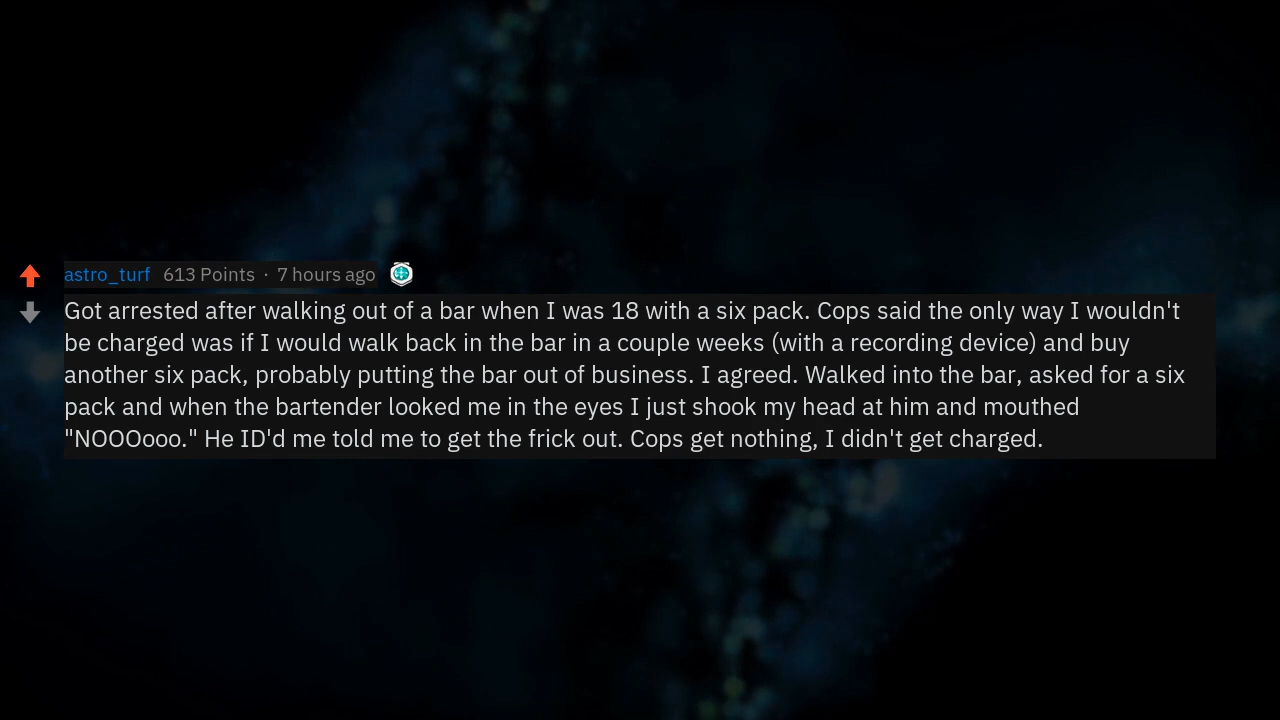 astro_turf 613 Points · 7 hours ago
Got arrested after walking out of a bar when I was 18 with a six pack. Cops said the only way I wouldn't
be charged was if I would walk back in the bar in a couple weeks (with a recording device) and buy
another six pack, probably putting the bar out of business. I agreed. Walked into the bar, asked for a six
pack and when the bartender looked me in the eyes I just shook my head at him and mouthed
"NOOOooo." He ID'd me told me to get the frick out. Cops get nothing, I didn't get charged.